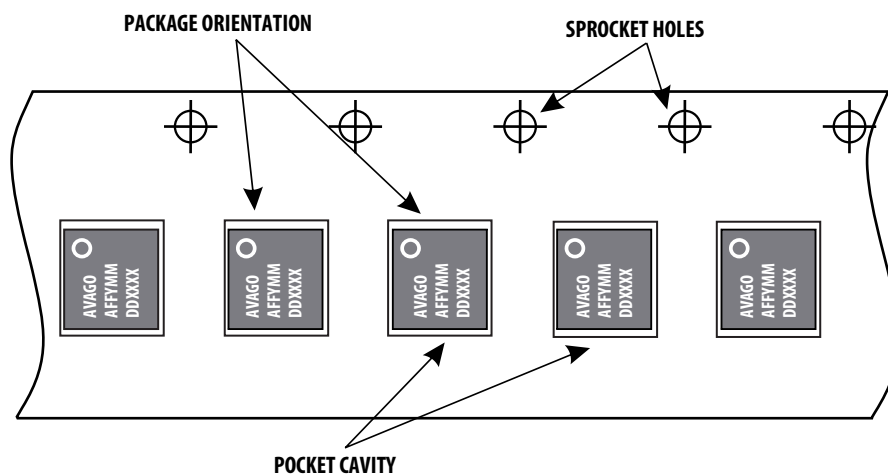 PACKAGE ORIENTATION
SPROCKET HOLES
AVAGO
AFFYMM
DDXXXX
AVAGO
AFFYMM
DDXXXX
AVAGO
AFFYMM
DDXXXX
AVAGO
AFFYMM
DDXXXX
AVAGO
AFFYMM
DDXXXX
POCKET CAVITY